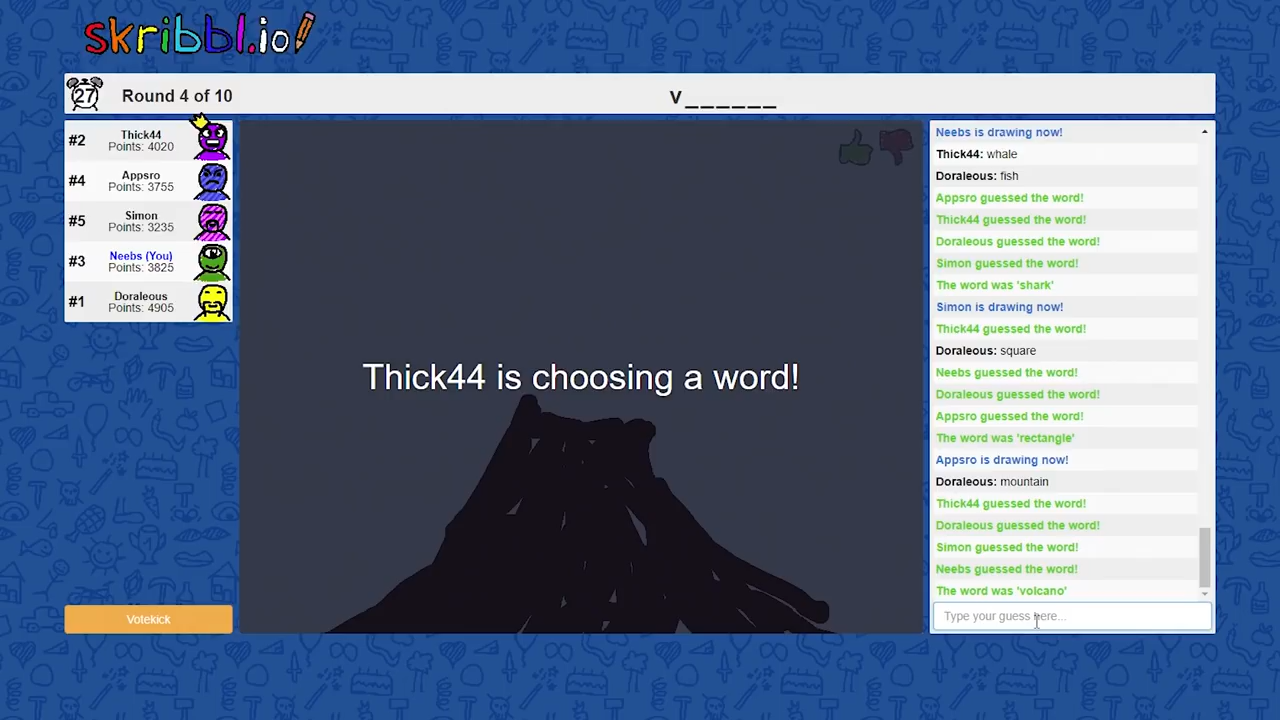 skribbl.io
27
Round 4 of 10
V______
#2
Thick44
Points: 4020
#4
Appsro
Points: 3755
#5
Simon
Points: 3235
#3
Neebs (You)
Points: 3825
#1
Doraleous
Points: 4905
Votekick
Thick44 is choosing a word!
Neebs is drawing now!
Thick44: whale
Doraleous: fish
Appsro guessed the word!
Thick44 guessed the word!
Doraleous guessed the word!
Simon guessed the word!
The word was 'shark'
Simon is drawing now!
Thick44 guessed the word!
Doraleous: square
Neebs guessed the word!
Doraleous guessed the word!
Appsro guessed the word!
The word was 'rectangle'
Appsro is drawing now!
Doraleous: mountain
Thick44 guessed the word!
Doraleous guessed the word!
Simon guessed the word!
Neebs guessed the word!
The word was 'volcano'
Type your guess here...